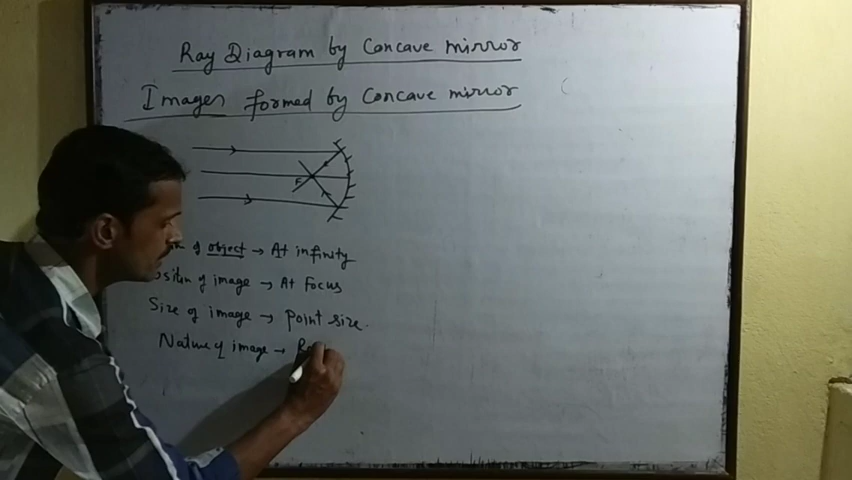 Ray Diagram by Concave mirror
Images formed by Concave mirror
F
of object → At infinity
of image → At Focus
Size of image → Point size.
Nature of image →